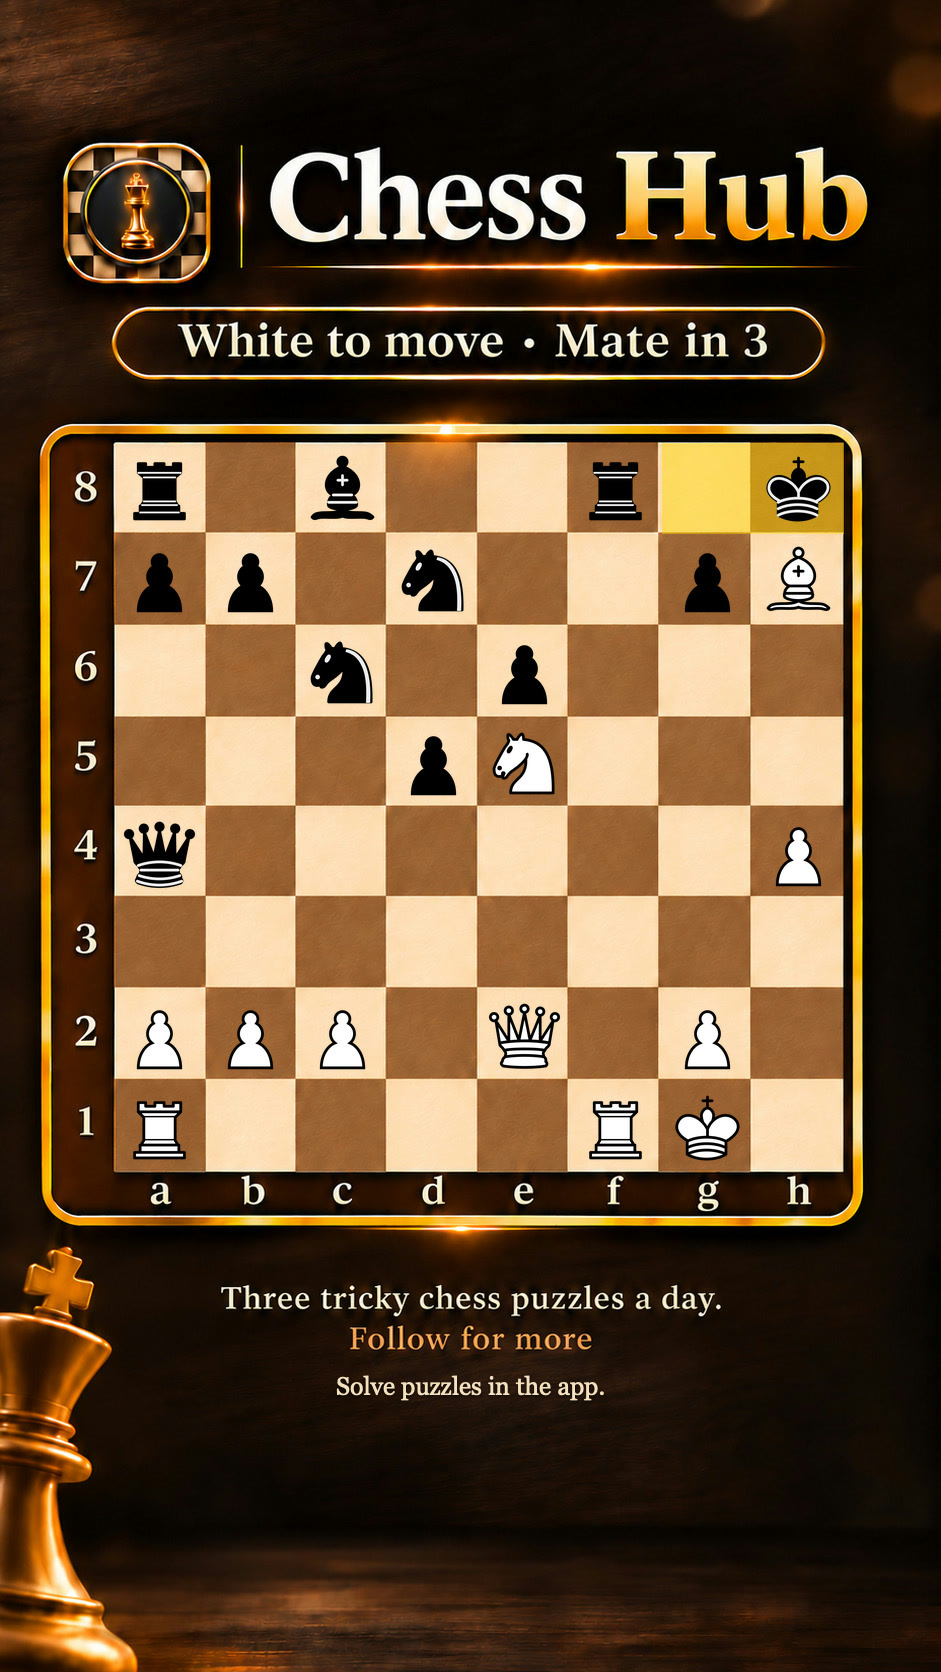 Chess Hub
White to move • Mate in 3
8
7
6
5
4
3
2
1
a b c d e f g h
Three tricky chess puzzles a day.
Follow for more
Solve puzzles in the app.